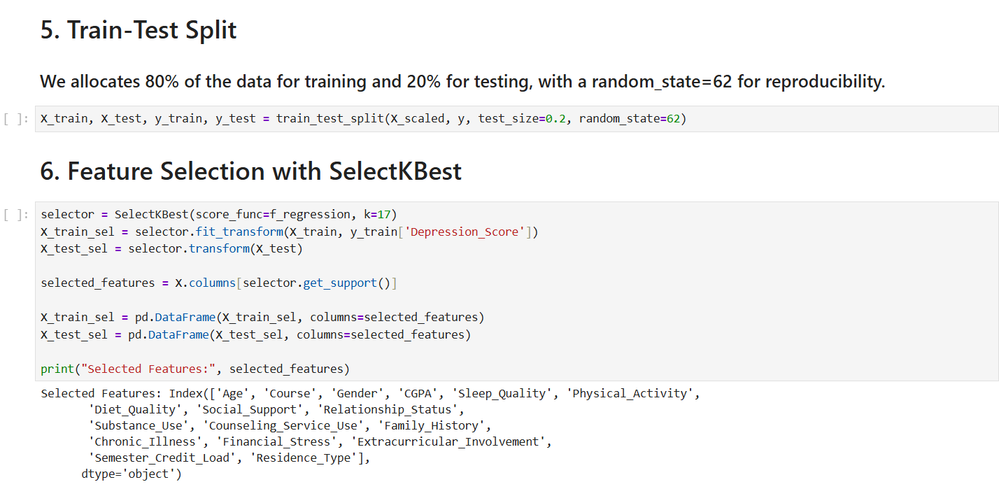 5. Train-Test Split
We allocates 80% of the data for training and 20% for testing, with a random_state=62 for reproducibility.
[ ]: X_train, X_test, y_train, y_test = train_test_split(X_scaled, y, test_size=0.2, random_state=62)
6. Feature Selection with SelectKBest
[ ]: selector = SelectKBest(score_func=f_regression, k=17)
X_train_sel = selector.fit_transform(X_train, y_train['Depression_Score'])
X_test_sel = selector.transform(X_test)
selected_features = X.columns[selector.get_support()]
X_train_sel = pd.DataFrame(X_train_sel, columns=selected_features)
X_test_sel = pd.DataFrame(X_test_sel, columns=selected_features)
print("Selected Features:", selected_features)
Selected Features: Index(['Age', 'Course', 'Gender', 'CGPA', 'Sleep_Quality', 'Physical_Activity',
'Diet_Quality', 'Social_Support', 'Relationship_Status',
'Substance_Use', 'Counseling_Service_Use', 'Family_History',
'Chronic_Illness', 'Financial_Stress', 'Extracurricular_Involvement',
'Semester_Credit_Load', 'Residence_Type'],
dtype='object')